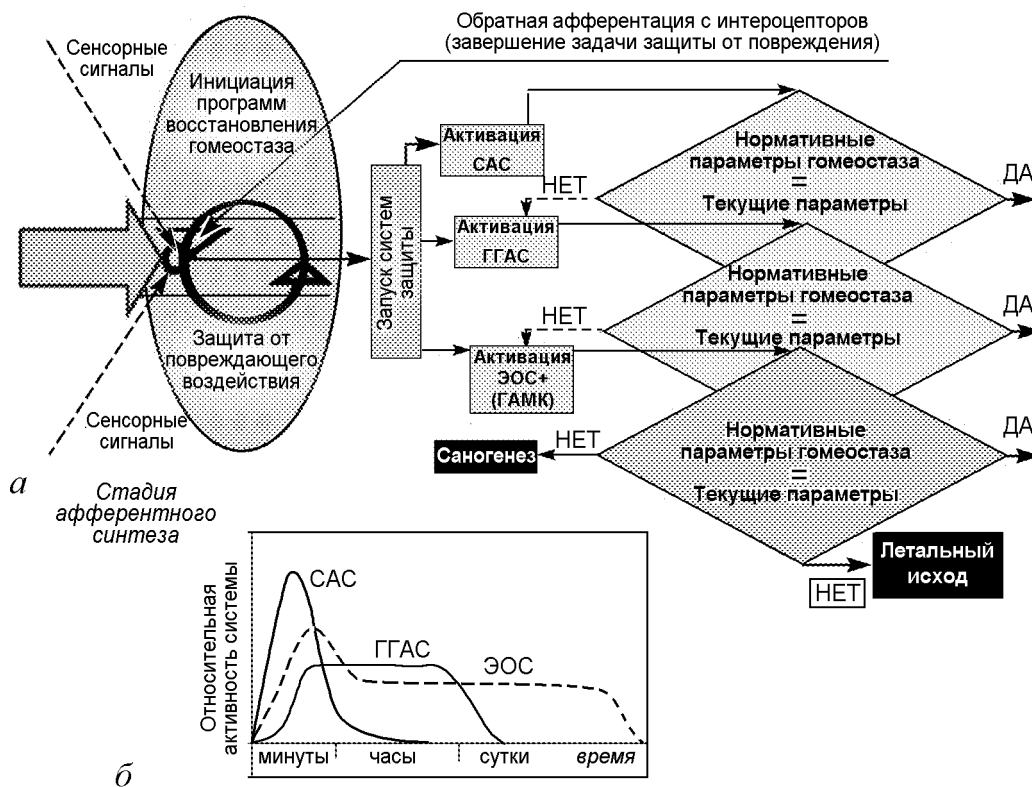 Обратная афферентация с интероцепторов
(завершение задачи защиты от повреждения)
Сенсорные
сигналы
Инициация
программ
восстановления
гомеостаза
Защита от
повреждающего
воздействия
Сенсорные
сигналы
а
Стадия
афферентного
синтеза
Запуск систем
защиты
Активация
САС
НЕТ
Активация
ГГАС
НЕТ
Активация
ЭОС+
(ГАМК)
Нормативные
параметры гомеостаза
=
Текущие параметры
ДА
Нормативные
параметры гомеостаза
=
Текущие параметры
ДА
Нормативные
параметры гомеостаза
=
Текущие параметры
ДА
НЕТ
Саногенез
НЕТ
Летальный
исход
Относительная
активность системы
САС
ГГАС
ЭОС
минуты
часы
сутки
время
б